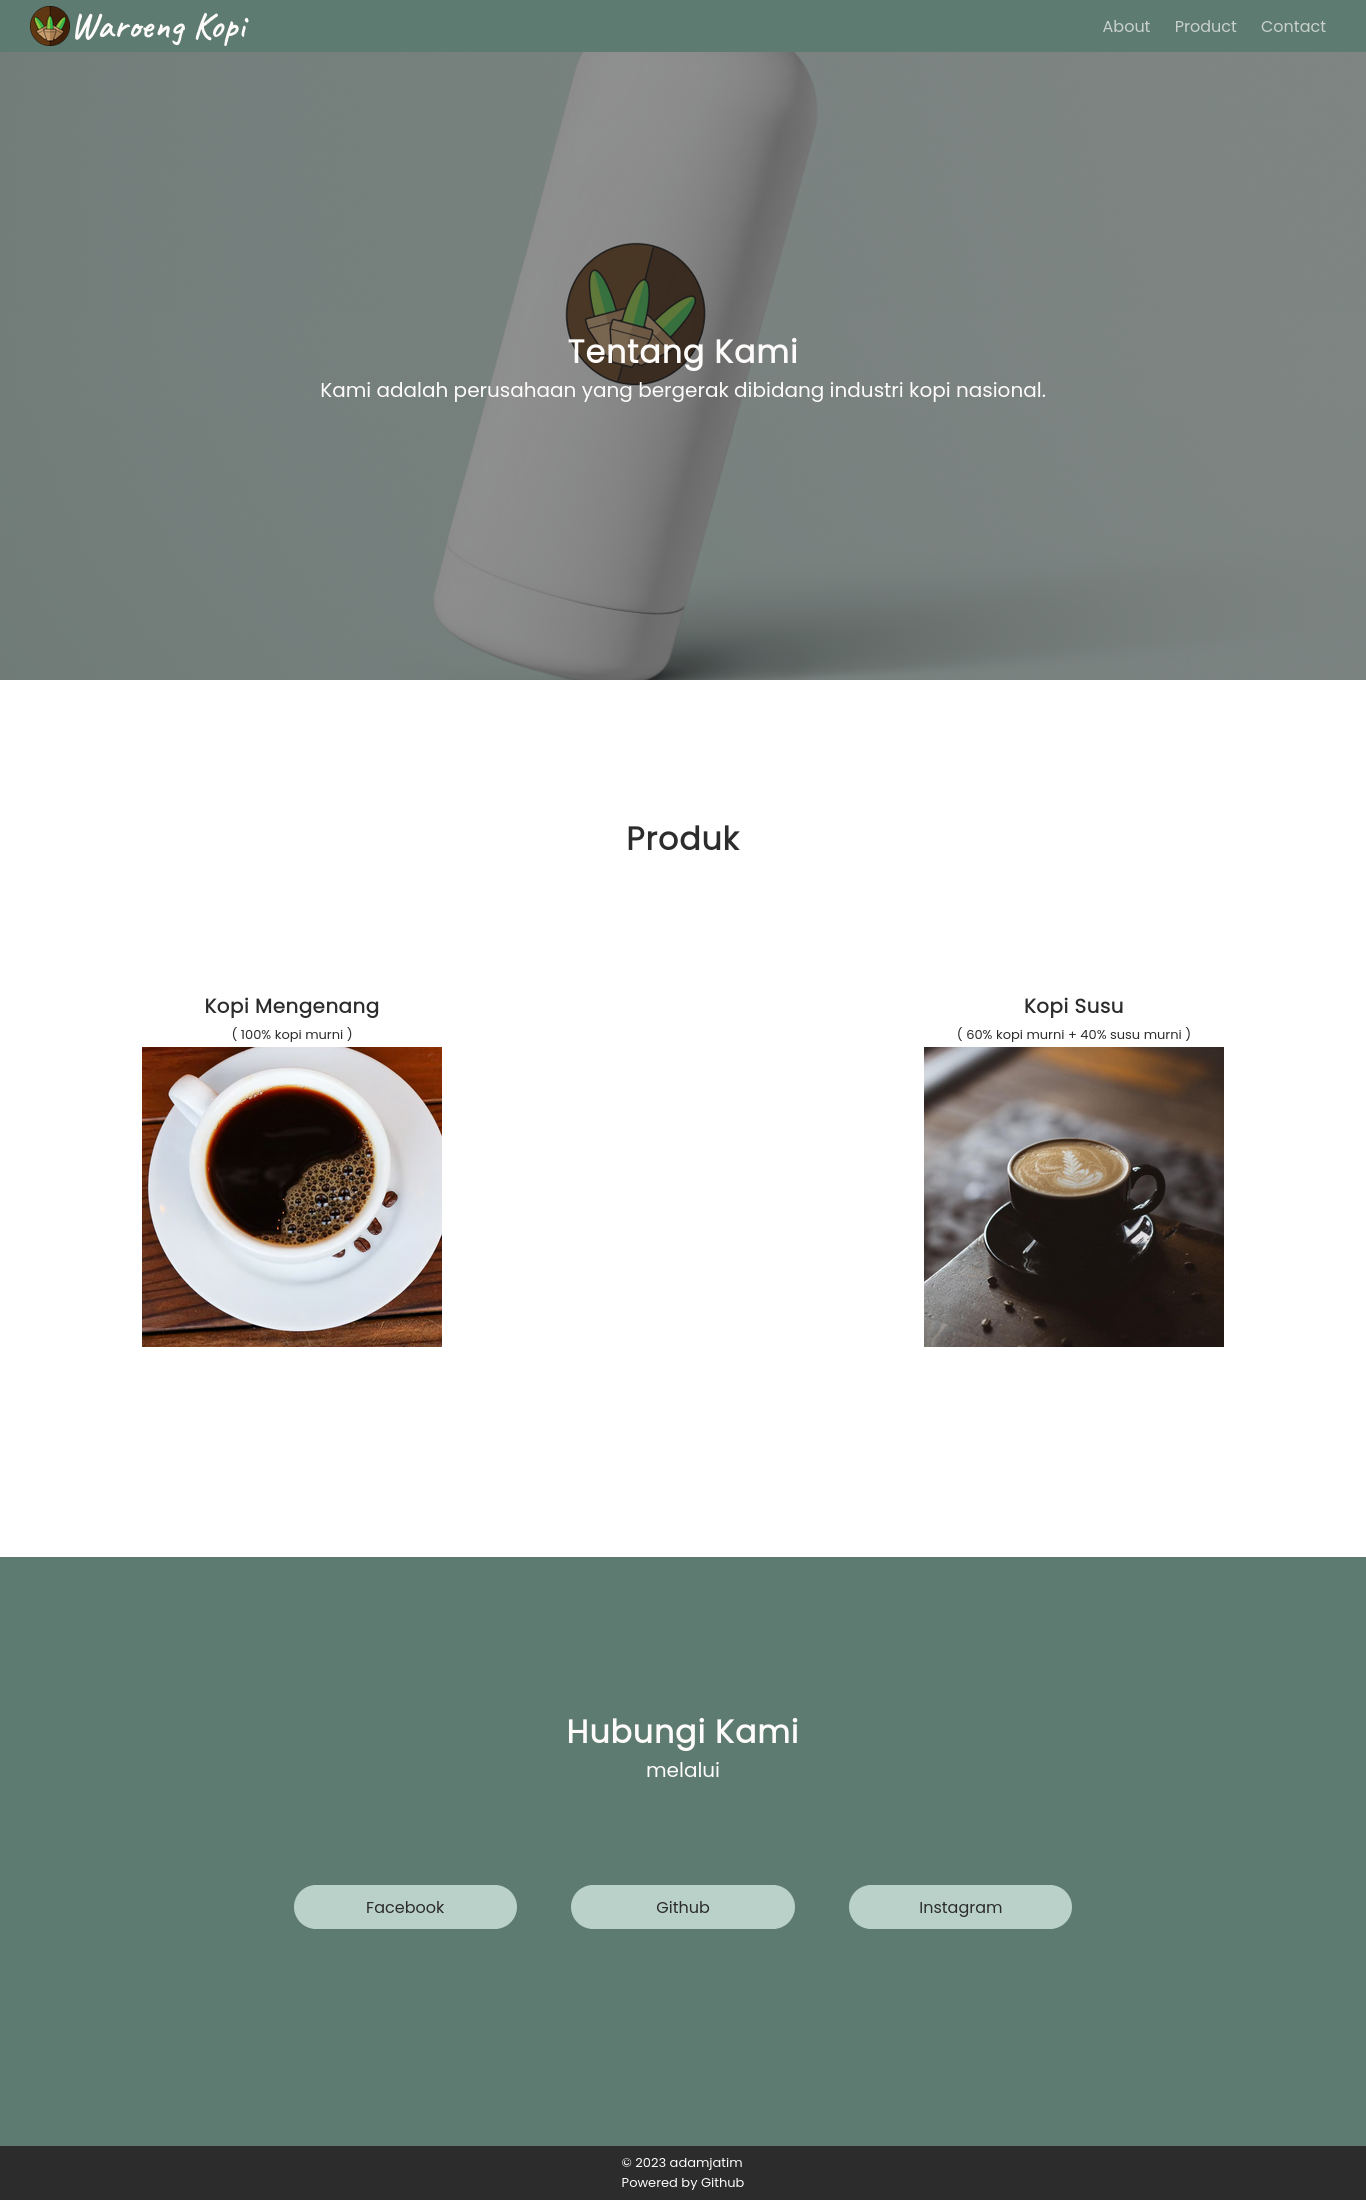 Waroeng Kopi
About Product Contact
Tentang Kami
Kami adalah perusahaan yang bergerak dibidang industri kopi nasional.
Produk
Kopi Mengenang
( 100% kopi murni )
Kopi Susu
( 60% kopi murni + 40% susu murni )
Hubungi Kami
melalui
Facebook
Github
Instagram
© 2023 adamjatim
Powered by Github